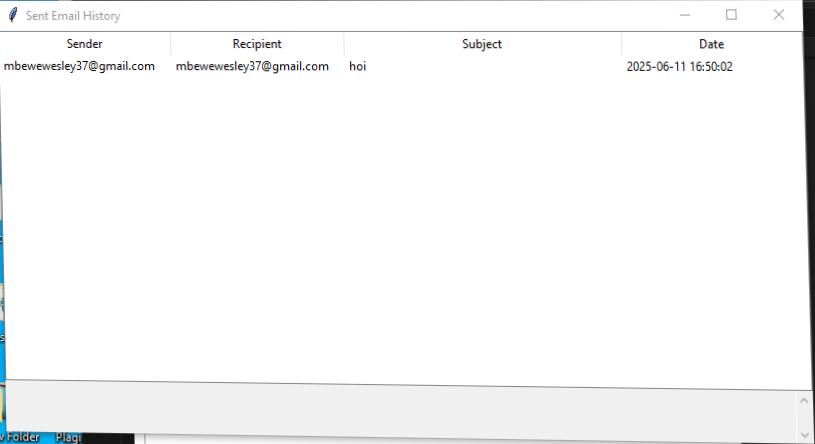 Sent Email History
Sender Recipient Subject Date
mbewewesley37@gmail.com mbewewesley37@gmail.com hoi 2025-06-11 16:50:02
Folder Plagi